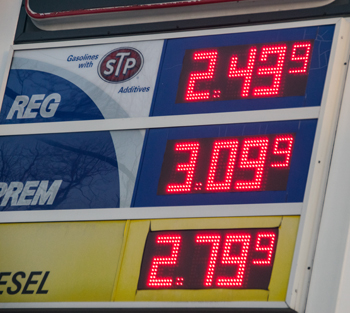 Gasolines
with STP
Additives
2.49 9
REG
3.09 9
PREM
2.79 9
ESEL